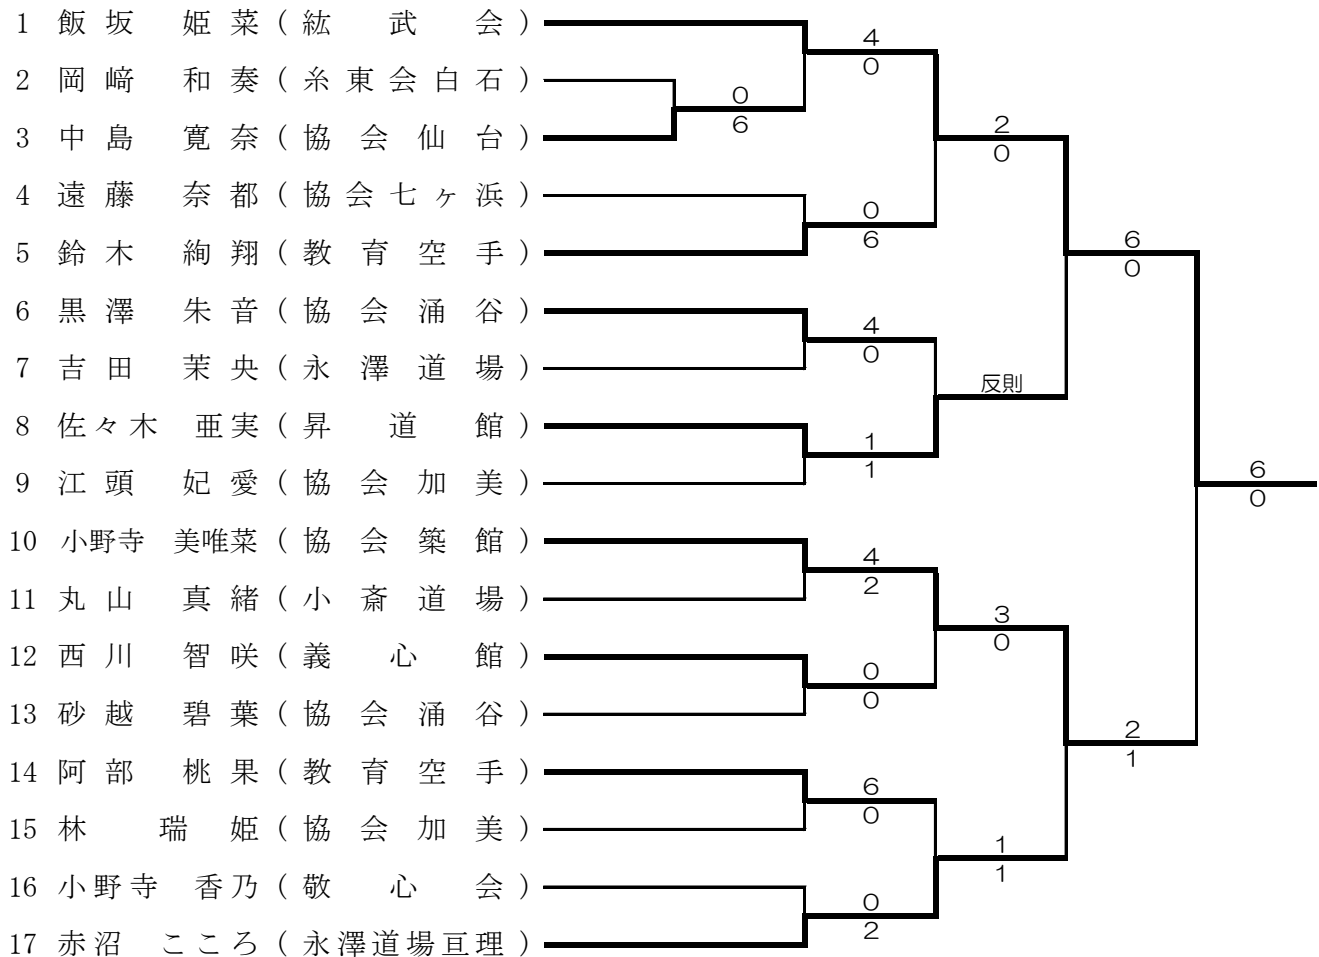 1 飯坂 姫菜 ( 紘武会 )
4
0
2 岡﨑 和奏 ( 糸東会白石 )
0
6
3 中島 寛奈 ( 協会仙台 )
2
0
4 遠藤 奈都 ( 協会七ヶ浜 )
0
6
5 鈴木 絢翔 ( 教育空手 )
6
0
6 黒澤 朱音 ( 協会涌谷 )
4
0
7 吉田 茉央 ( 永澤道場 )
反則
8 佐々木 亜実 ( 昇道館 )
1
1
9 江頭 妃愛 ( 協会加美 )
6
0
10 小野寺 美唯菜 ( 協会築館 )
4
2
11 丸山 真緒 ( 小斎道場 )
3
0
12 西川 智咲 ( 義心館 )
0
0
13 砂越 碧葉 ( 協会涌谷 )
2
1
14 阿部 桃果 ( 教育空手 )
6
0
15 林 瑞姫 ( 協会加美 )
1
1
16 小野寺 香乃 ( 敬心会 )
0
2
17 赤沼 こころ ( 永澤道場亘理 )